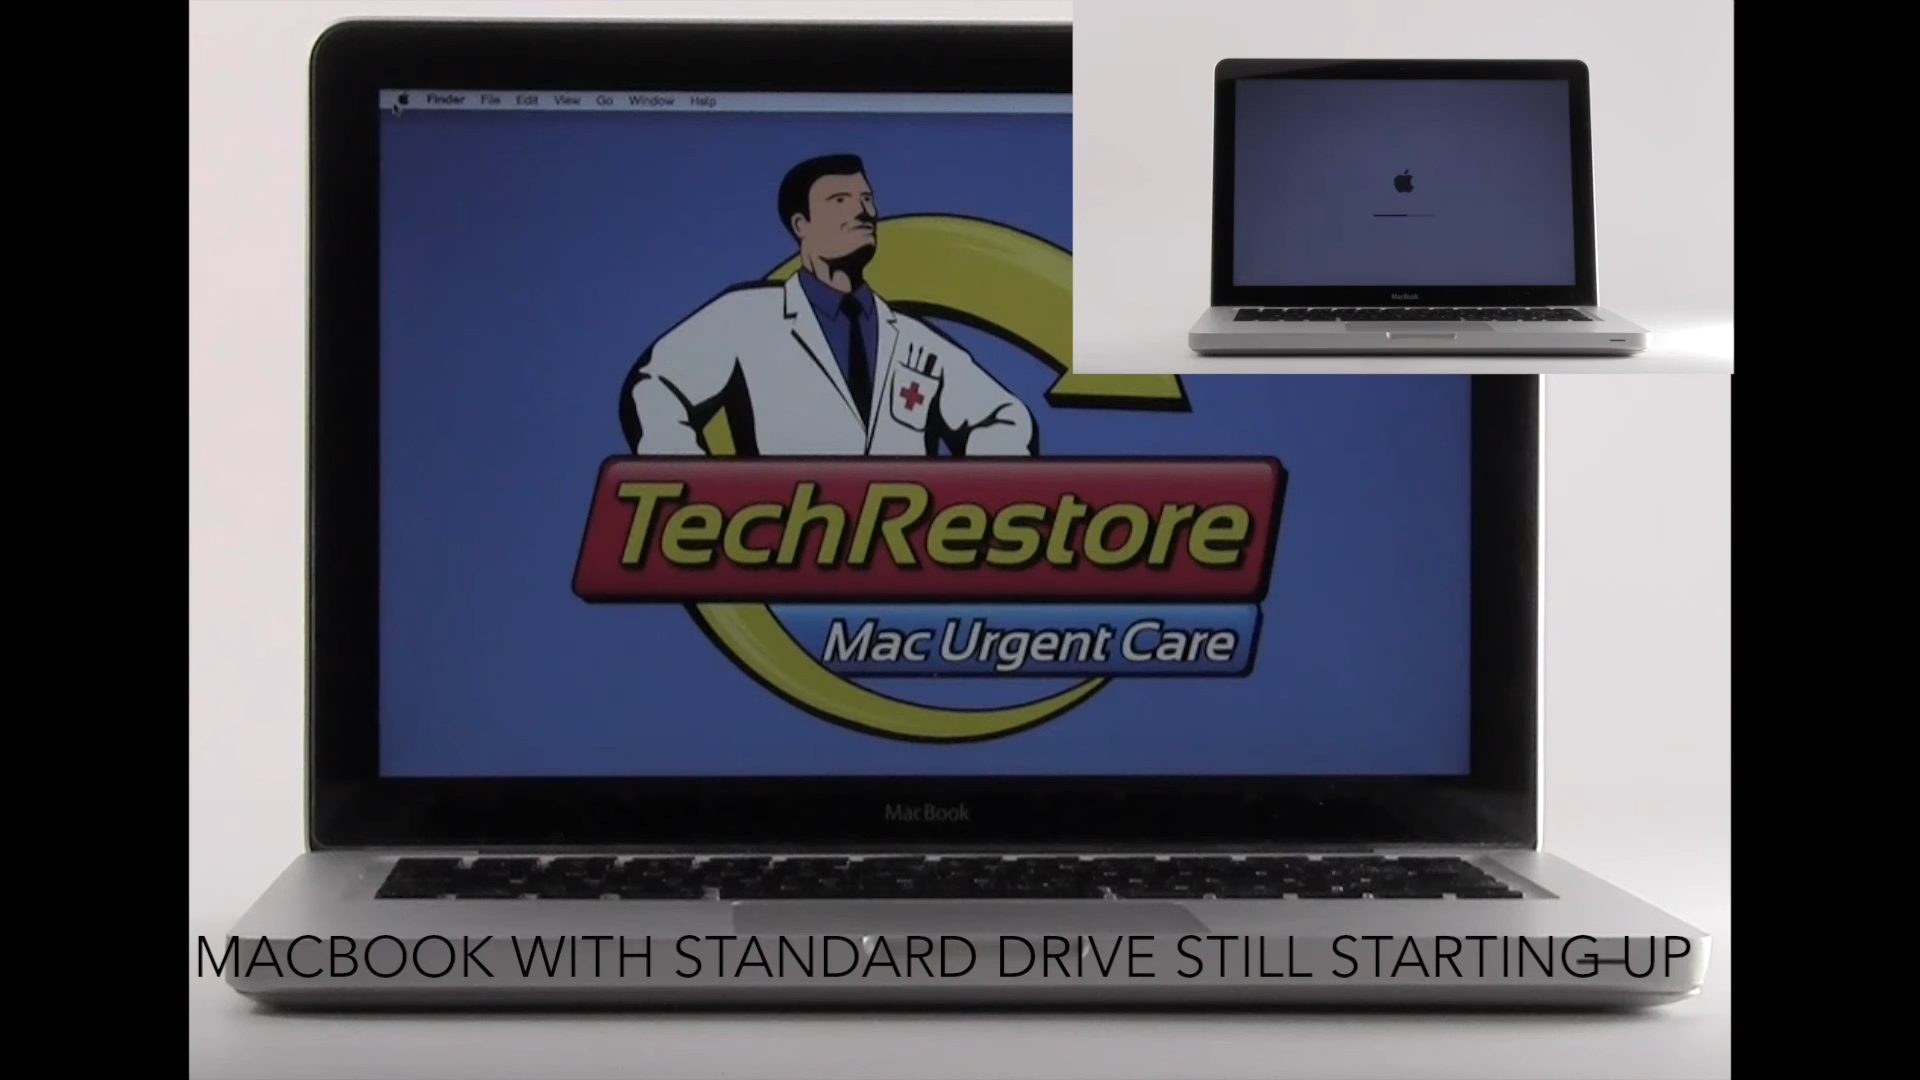 Finder File Edit View Go Window Help
MacBook
TechRestore
Mac Urgent Care
MacBook
MACBOOK WITH STANDARD DRIVE STILL STARTING UP